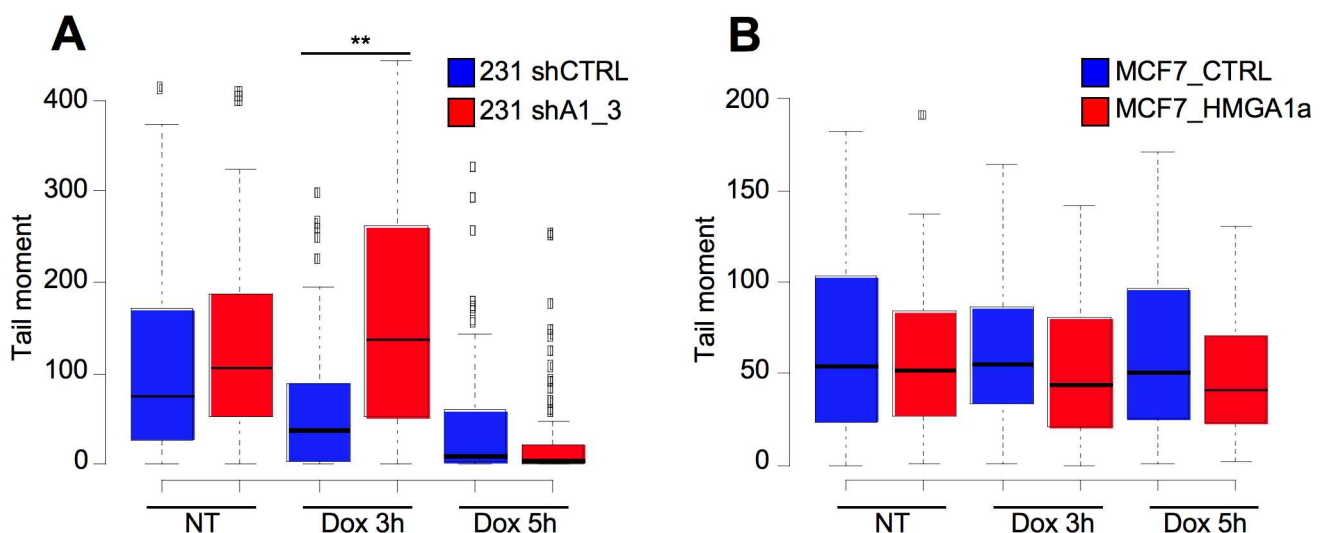 A
**
231 shCTRL
231 shA1_3
Tail moment
400
300
200
100
0
NT
Dox 3h
Dox 5h
B
MCF7_CTRL
MCF7_HMGA1a
Tail moment
200
150
100
50
0
NT
Dox 3h
Dox 5h